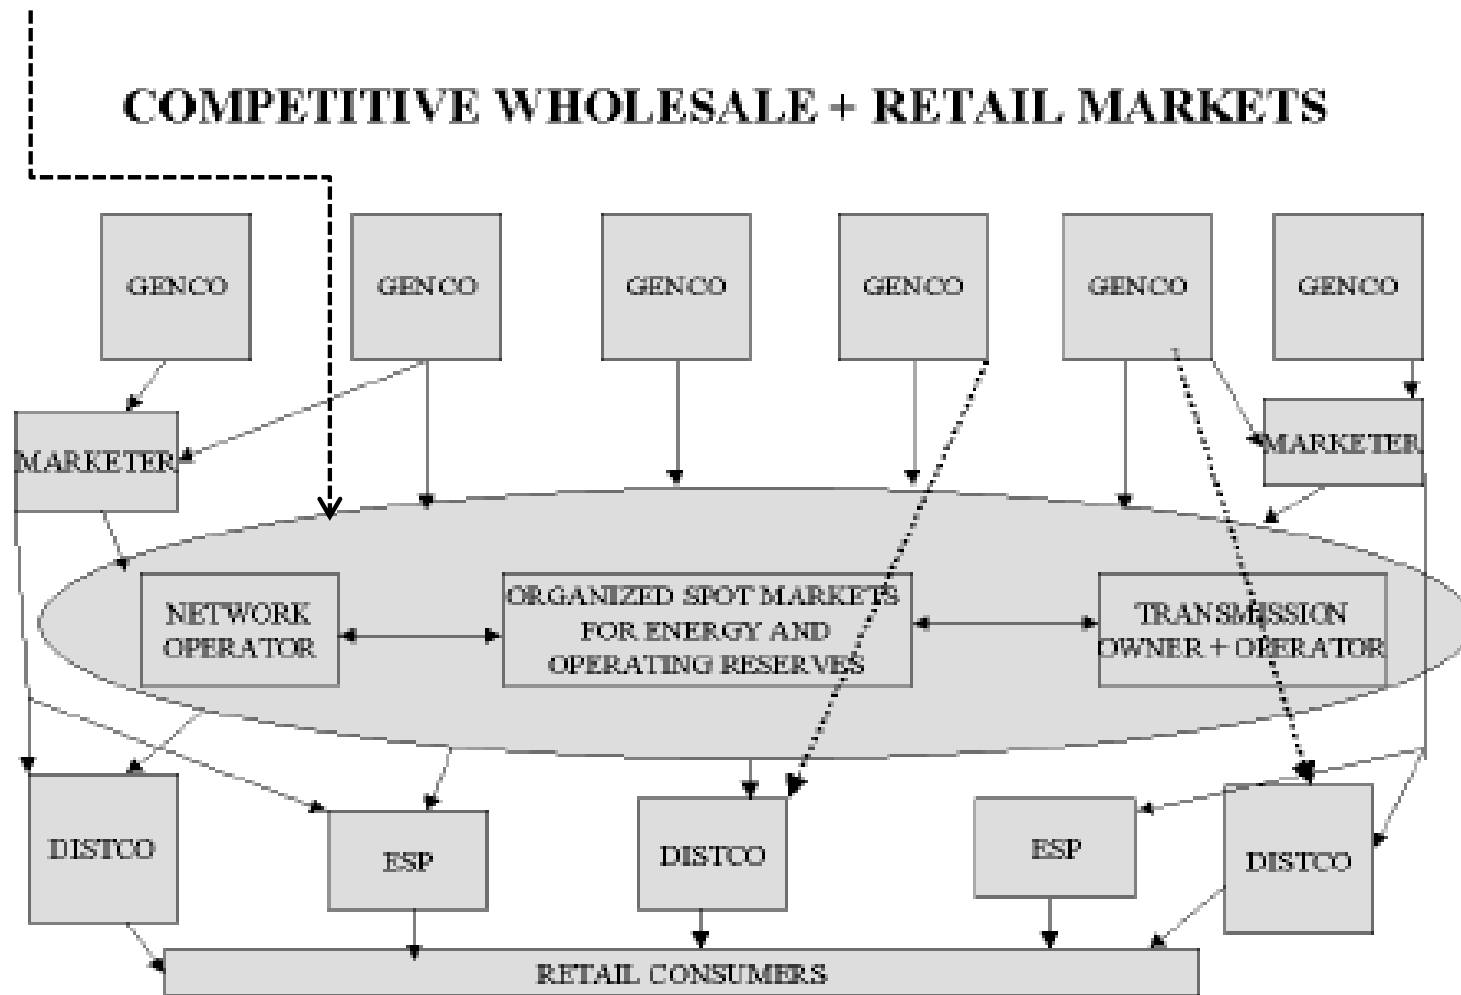 COMPETITIVE WHOLESALE + RETAIL MARKETS
GENCO
GENCO
GENCO
GENCO
GENCO
GENCO
MARKETER
MARKETER
NETWORK
OPERATOR
ORGANIZED SPOT MARKETS
FOR ENERGY AND
OPERATING RESERVES
TRANSMISSION
OWNER + OPERATOR
DISTCO
ESP
DISTCO
ESP
DISTCO
RETAIL CONSUMERS